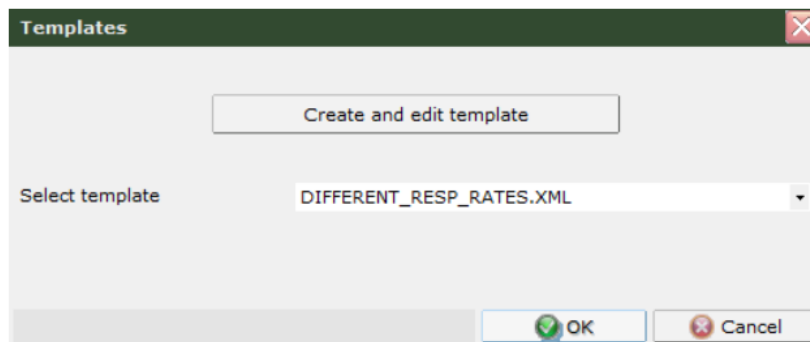 Templates
Create and edit template
Select template DIFFERENT_RESP_RATES.XML
OK Cancel